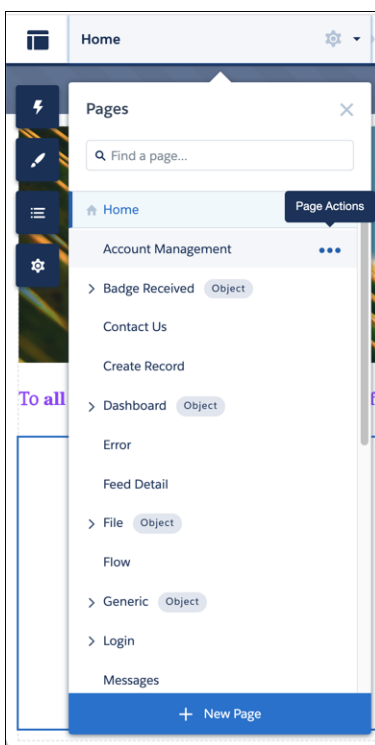 Home
Pages
Find a page...
Home
Page Actions
Account Management
Badge Received Object
Contact Us
Create Record
To all
Dashboard Object
Error
Feed Detail
File Object
Flow
Generic Object
Login
Messages
+ New Page